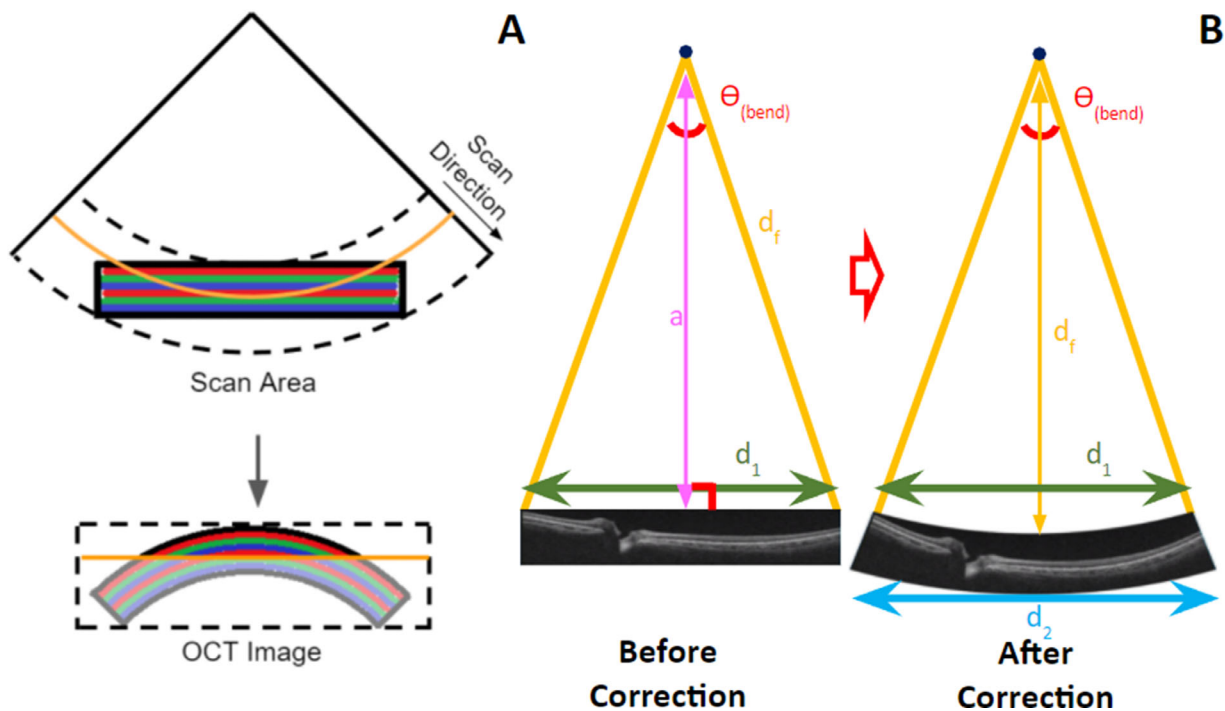 Scan
Direction
Scan Area
OCT Image
A
Θ(bend)
df
a
d1
Before
Correction
B
Θ(bend)
df
d1
d2
After
Correction